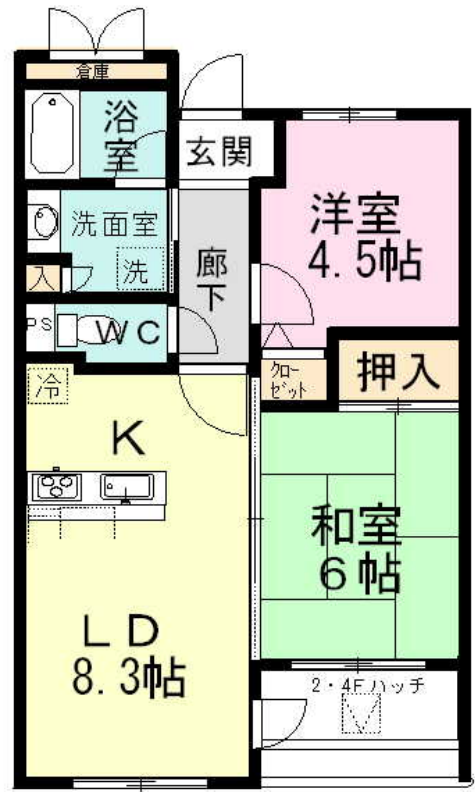 倉庫
浴
室
玄関
洗面室
洗
入
廊
下
洋室
4.5帖
PS
WC
冷
クロー
ゼット
押入
K
和室
6帖
LD
8.3帖
2・4Fハッチ